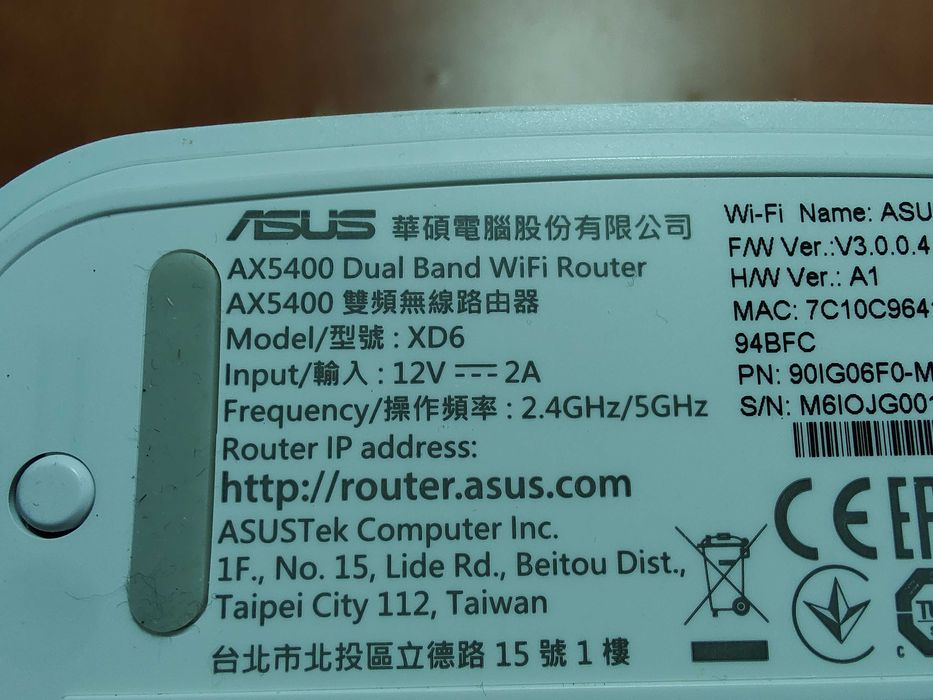 ASUS 華碩電腦股份有限公司
AX5400 Dual Band WiFi Router
AX5400 雙頻無線路由器
Model/型號 : XD6
Input/輸入 : 12V ⎓ 2A
Frequency/操作頻率 : 2.4GHz/5GHz
Router IP address:
http://router.asus.com
ASUSTek Computer Inc.
1F., No. 15, Lide Rd., Beitou Dist.,
Taipei City 112, Taiwan
台北市北投區立德路 15 號 1 樓
Wi-Fi Name: ASU
F/W Ver.:V3.0.0.4
H/W Ver.: A1
MAC: 7C10C964
94BFC
PN: 90IG06F0-M
S/N: M6IOJG001
CE